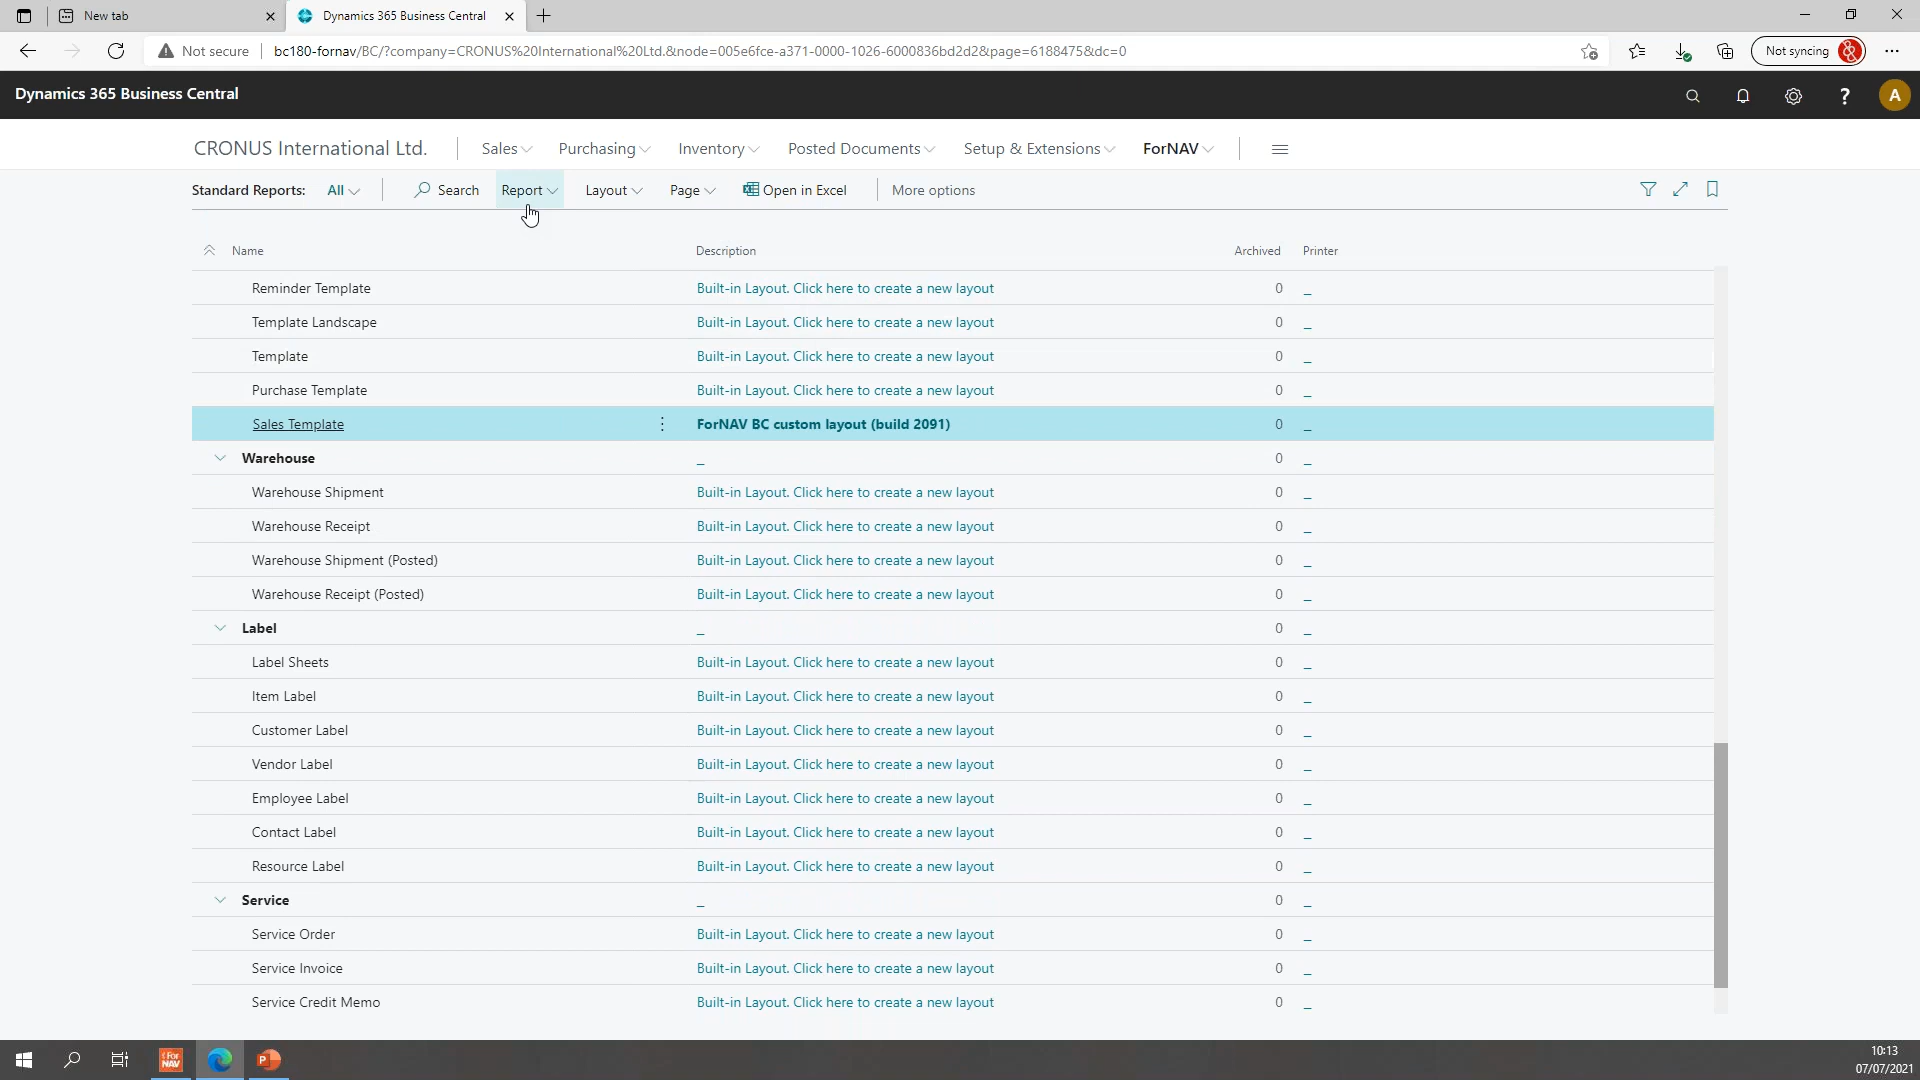 New tab
Dynamics 365 Business Central
Not secure
bc180-fornav/BC/?company=CRONUS%20International%20Ltd.&node=005e6fce-a371-0000-1026-6000836bd2d2&page=6188475&dc=0
Not syncing
Dynamics 365 Business Central
?
A
CRONUS International Ltd. Sales Purchasing Inventory Posted Documents Setup & Extensions ForNAV
Standard Reports: All Search Report Layout Page Open in Excel More options
Name Description Archived Printer
Reminder Template Built-in Layout. Click here to create a new layout 0 _
Template Landscape Built-in Layout. Click here to create a new layout 0 _
Template Built-in Layout. Click here to create a new layout 0 _
Purchase Template Built-in Layout. Click here to create a new layout 0 _
Sales Template ForNAV BC custom layout (build 2091) 0 _
Warehouse _ 0 _
Warehouse Shipment Built-in Layout. Click here to create a new layout 0 _
Warehouse Receipt Built-in Layout. Click here to create a new layout 0 _
Warehouse Shipment (Posted) Built-in Layout. Click here to create a new layout 0 _
Warehouse Receipt (Posted) Built-in Layout. Click here to create a new layout 0 _
Label _ 0 _
Label Sheets Built-in Layout. Click here to create a new layout 0 _
Item Label Built-in Layout. Click here to create a new layout 0 _
Customer Label Built-in Layout. Click here to create a new layout 0 _
Vendor Label Built-in Layout. Click here to create a new layout 0 _
Employee Label Built-in Layout. Click here to create a new layout 0 _
Contact Label Built-in Layout. Click here to create a new layout 0 _
Resource Label Built-in Layout. Click here to create a new layout 0 _
Service _ 0 _
Service Order Built-in Layout. Click here to create a new layout 0 _
Service Invoice Built-in Layout. Click here to create a new layout 0 _
Service Credit Memo Built-in Layout. Click here to create a new layout 0 _
For
NAV
P
10:13
07/07/2021